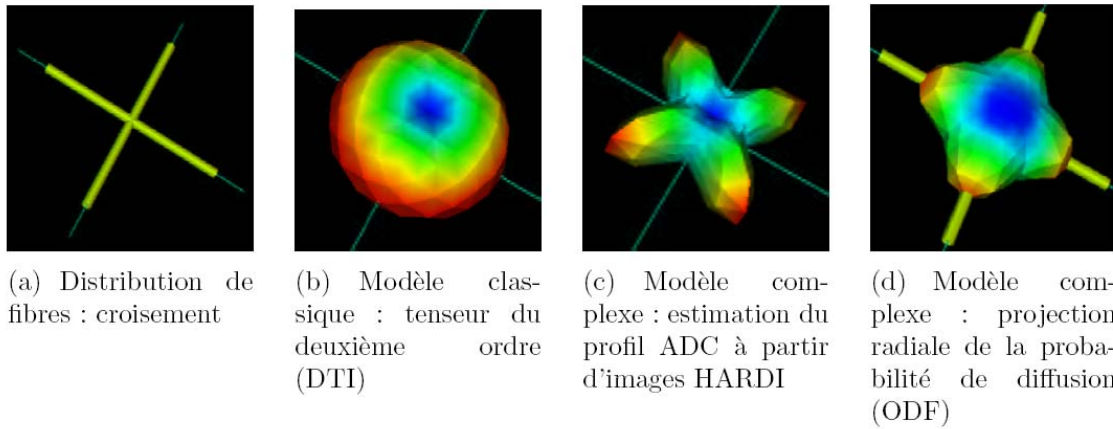 (a) Distribution de
fibres : croisement
(b) Modèle clas-
sique : tenseur du
deuxième ordre
(DTI)
(c) Modèle com-
plexe : estimation du
profil ADC à partir
d'images HARDI
(d) Modèle com-
plexe : projection
radiale de la proba-
bilité de diffusion
(ODF)